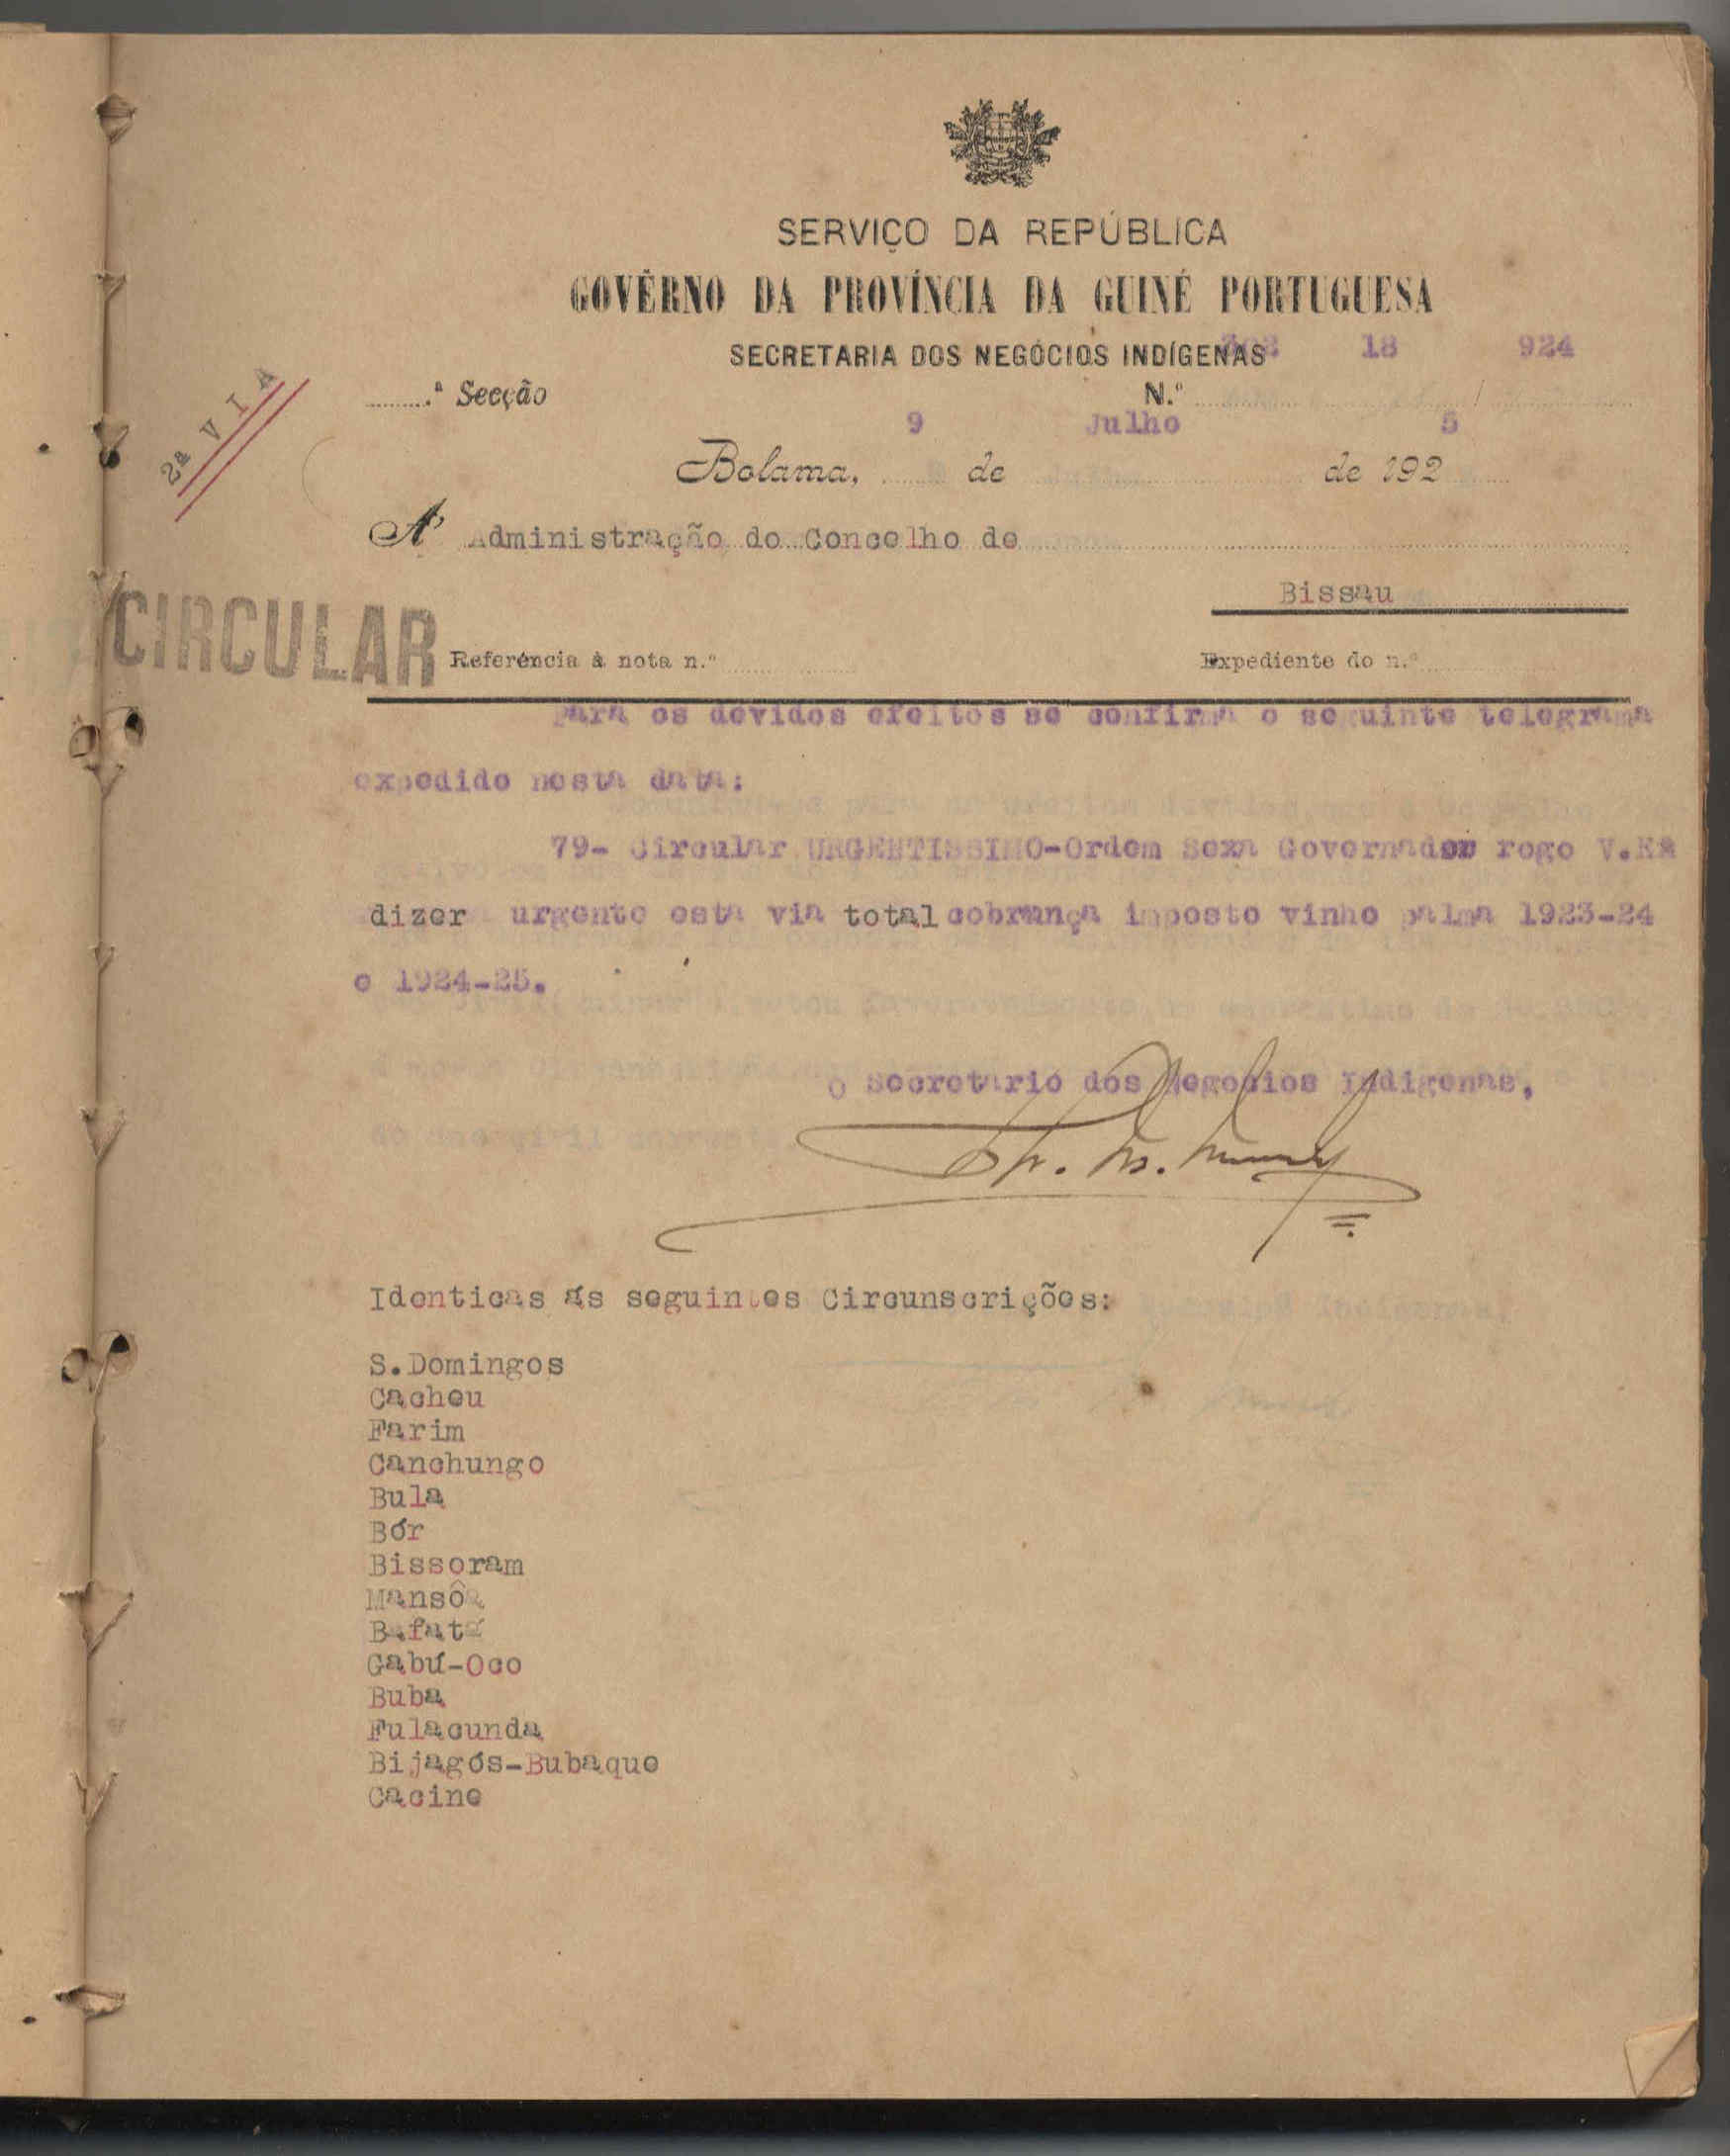 SERVIÇO DA REPÚBLICA
GOVÊRNO DA PROVÍNCIA DA GUINÉ PORTUGUESA
SECRETARIA DOS NEGÓCIOS INDÍGENAS
18 924
2ª VIA
.ª Secção N.º /
9 Julho 5
Bolama, de de 192
A' Administração do Concelho de
Bissau
CIRCULAR
Referência à nota n.º Expediente do n.º
Para os devidos efeitos se confirma o seguinte telegrama
expedido nesta data:
79- Circular URGENTISSIMO-Ordem Sexa Governador rogo V.Exª
dizer urgente esta via total cobrança imposto vinho palma 1923-24
e 1924-25.
O Secretario dos Negocios Indigenas,
Identicas ás seguintes Circunscrições:
S.Domingos
Cacheu
Farim
Canchungo
Bula
Bór
Bissoram
Mansôa
Bafatá
Gabú-Oco
Buba
Fulacunda
Bijagós-Bubaque
Cacine